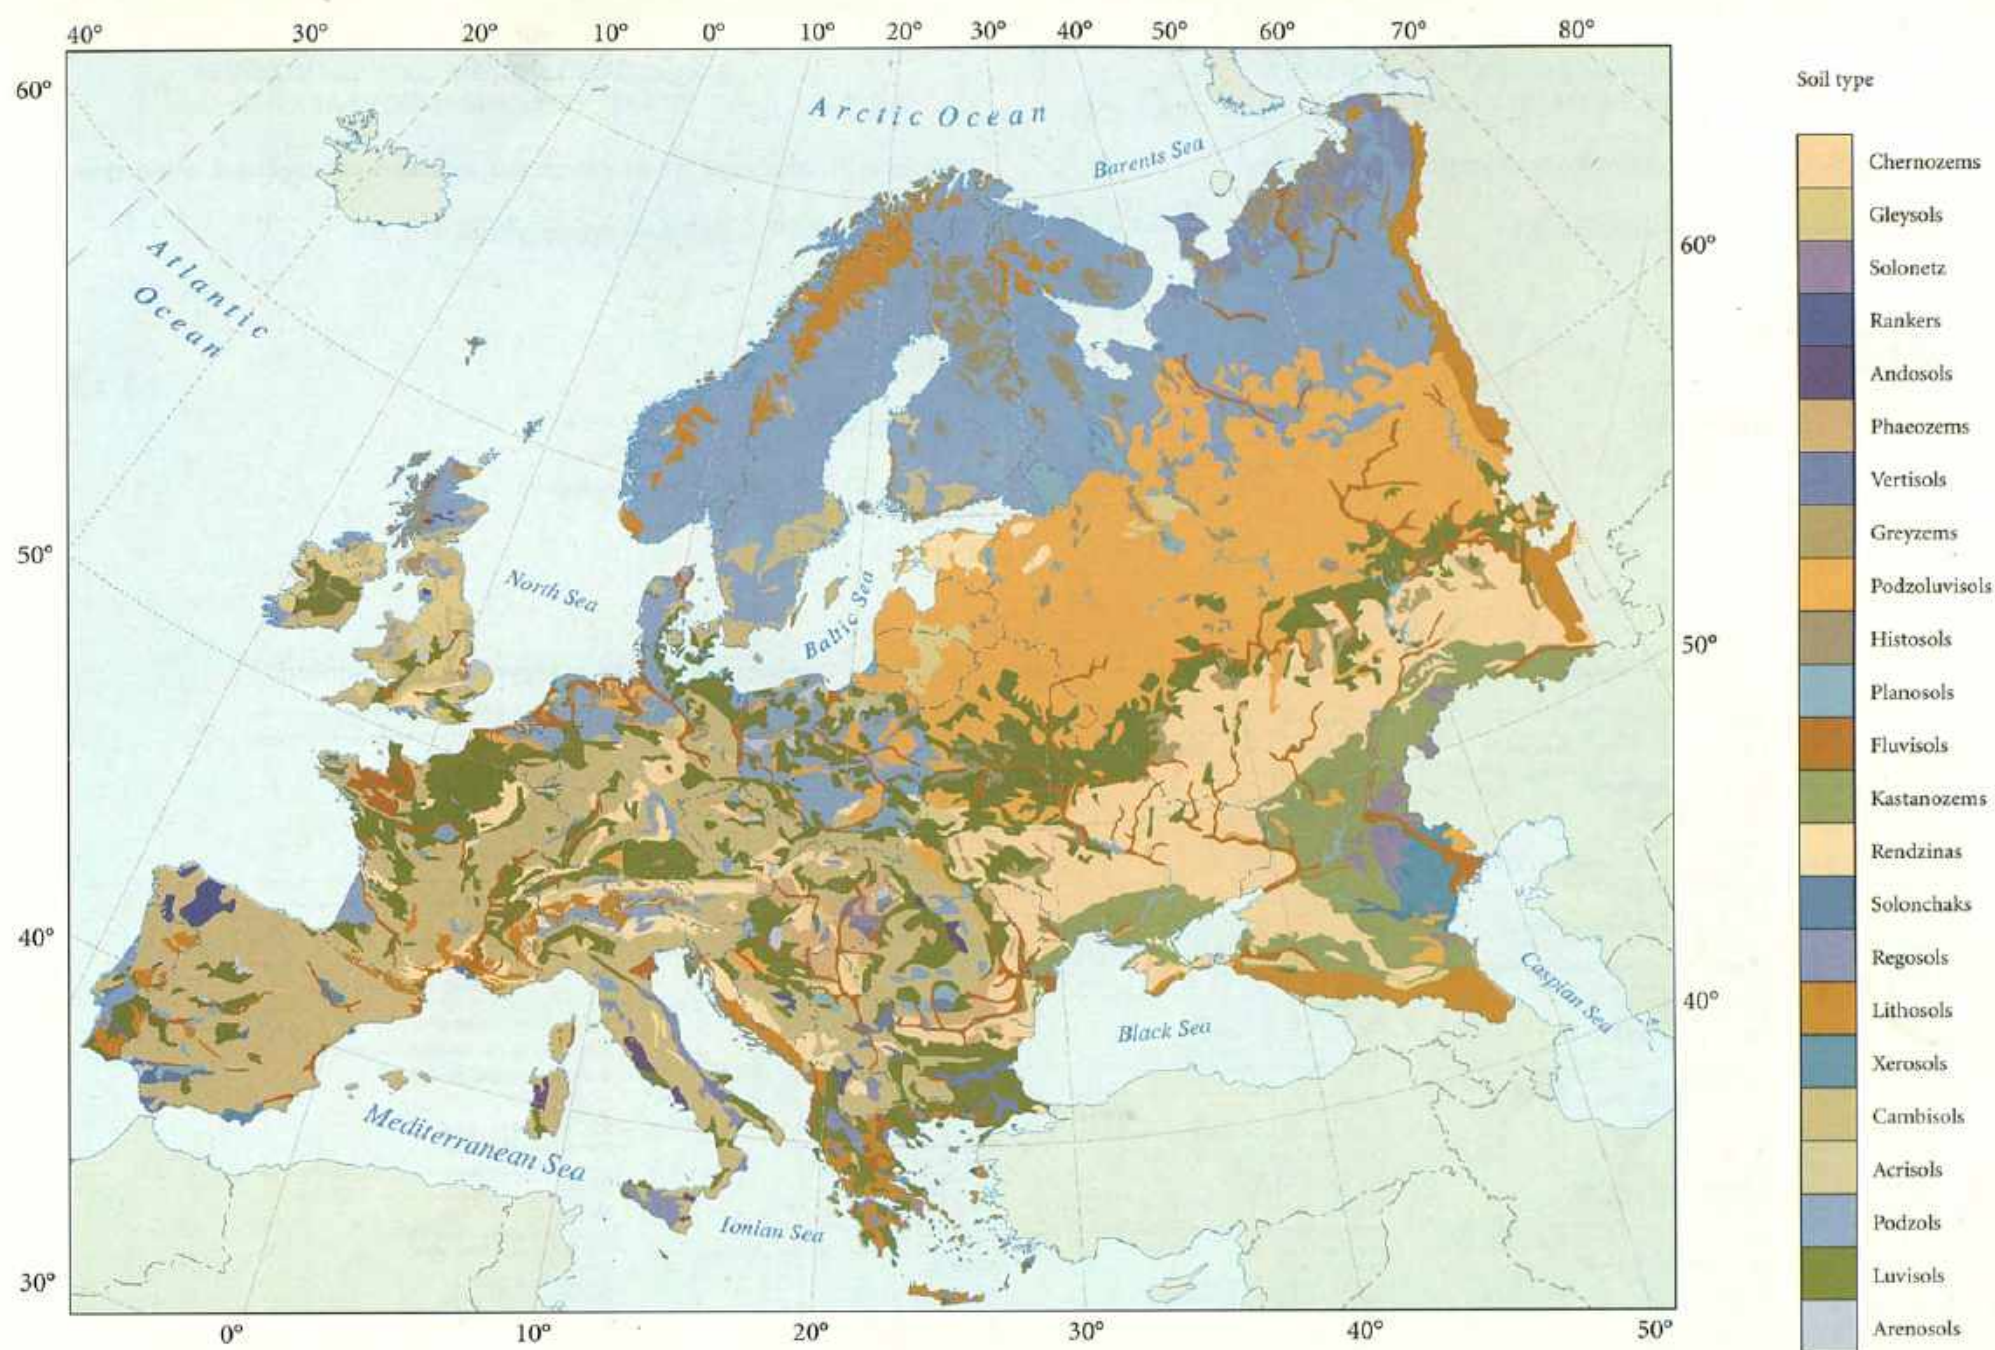 40° 30° 20° 10° 0° 10° 20° 30° 40° 50° 60° 70° 80°
60°
Arctic Ocean
Barents Sea
Atlantic
Ocean
60°
50°
North Sea
Baltic Sea
50°
40°
Caspian Sea
40°
Black Sea
Mediterranean Sea
Ionian Sea
30°
0° 10° 20° 30° 40° 50°
Soil type
Chernozems
Gleysols
Solonetz
Rankers
Andosols
Phaeozems
Vertisols
Greyzems
Podzoluvisols
Histosols
Planosols
Fluvisols
Kastanozems
Rendzinas
Solonchaks
Regosols
Lithosols
Xerosols
Cambisols
Acrisols
Podzols
Luvisols
Arenosols